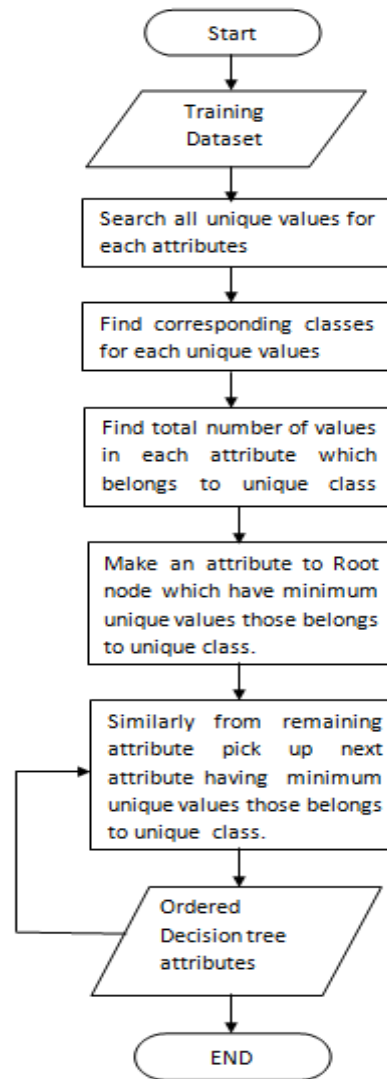 Start
Training
Dataset
Search all unique values for
each attributes
Find corresponding classes
for each unique values
Find total number of values
in each attribute which
belongs to unique class
Make an attribute to Root
node which have minimum
unique values those belongs
to unique class.
Similarly from remaining
attribute pick up next
attribute having minimum
unique values those belongs
to unique class.
Ordered
Decision tree
attributes
END